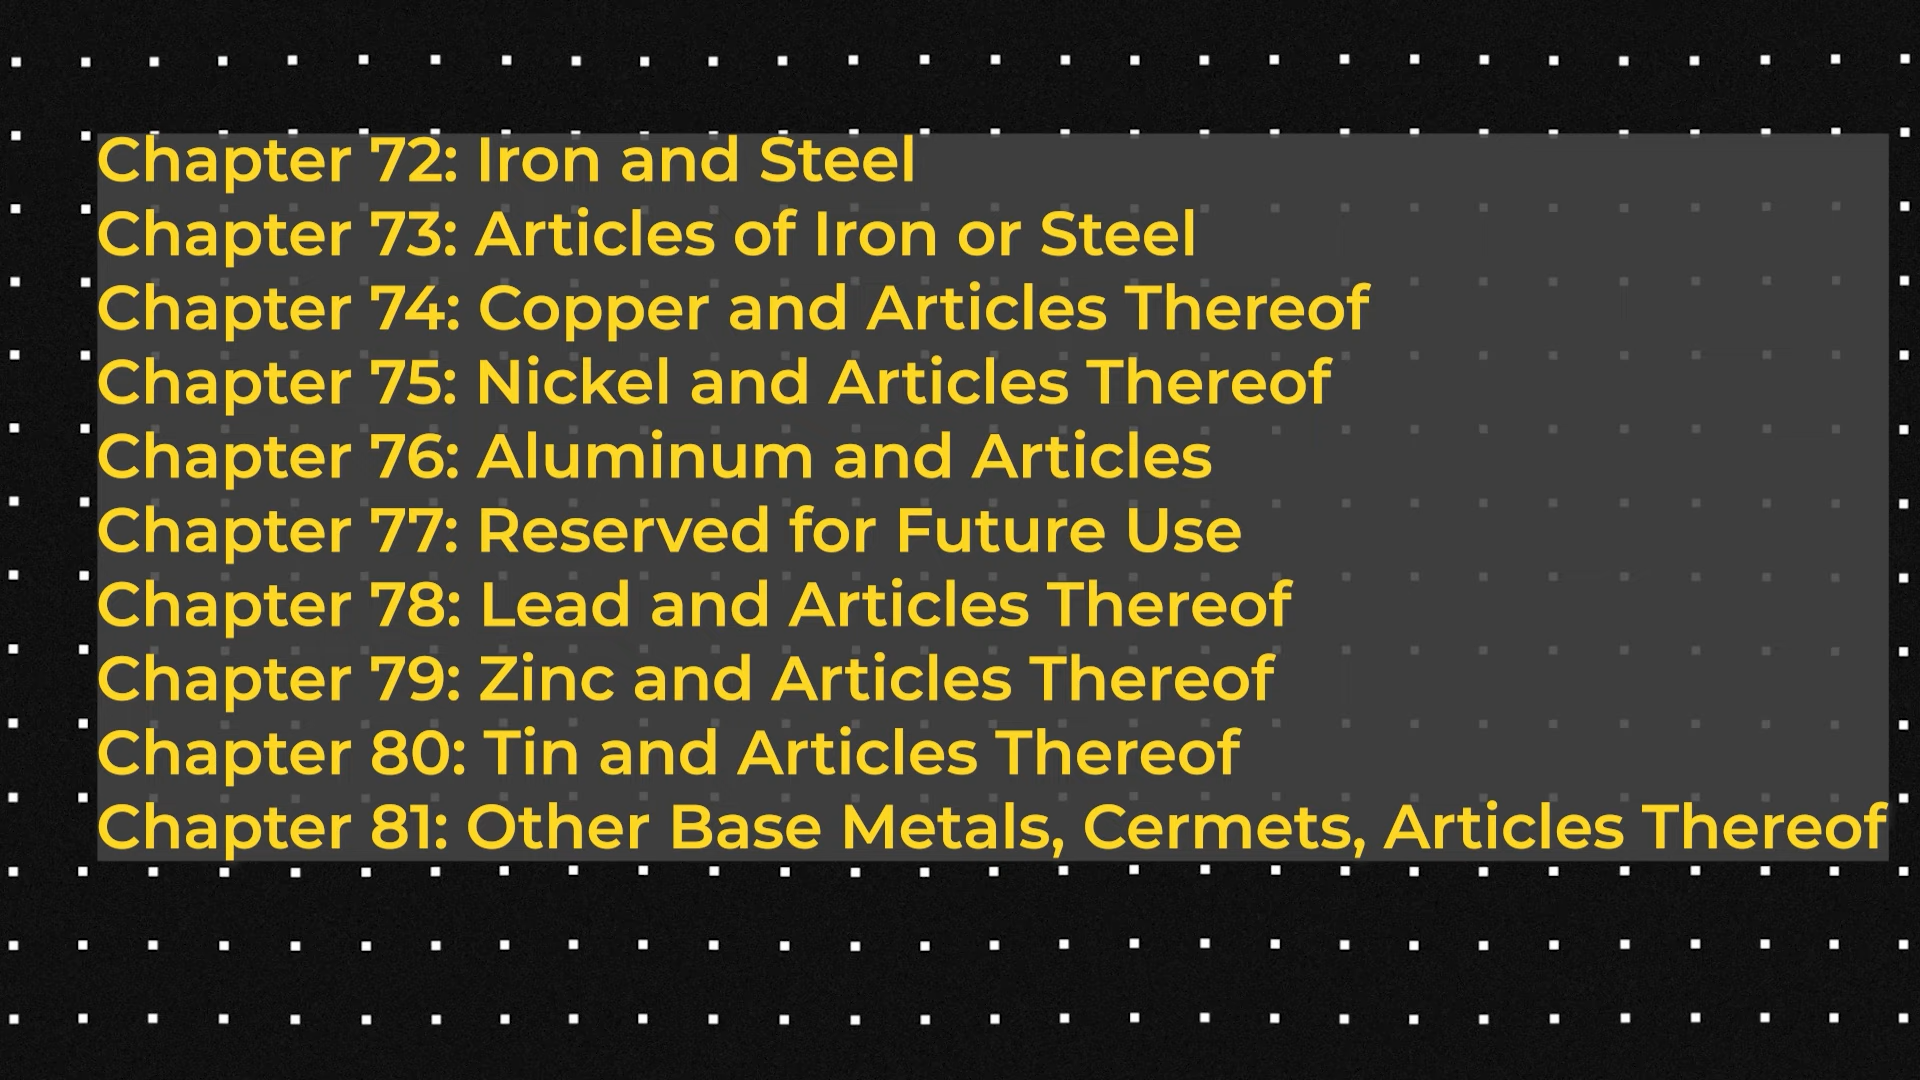 Chapter 72: Iron and Steel
Chapter 73: Articles of Iron or Steel
Chapter 74: Copper and Articles Thereof
Chapter 75: Nickel and Articles Thereof
Chapter 76: Aluminum and Articles
Chapter 77: Reserved for Future Use
Chapter 78: Lead and Articles Thereof
Chapter 79: Zinc and Articles Thereof
Chapter 80: Tin and Articles Thereof
Chapter 81: Other Base Metals, Cermets, Articles Thereof